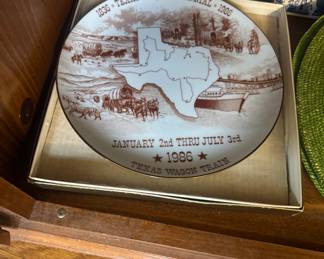 1836 • TEXAS SESQUICENTENNIAL • 1986
JANUARY 2nd THRU JULY 3rd
★ 1986 ★
TEXAS WAGON TRAIN